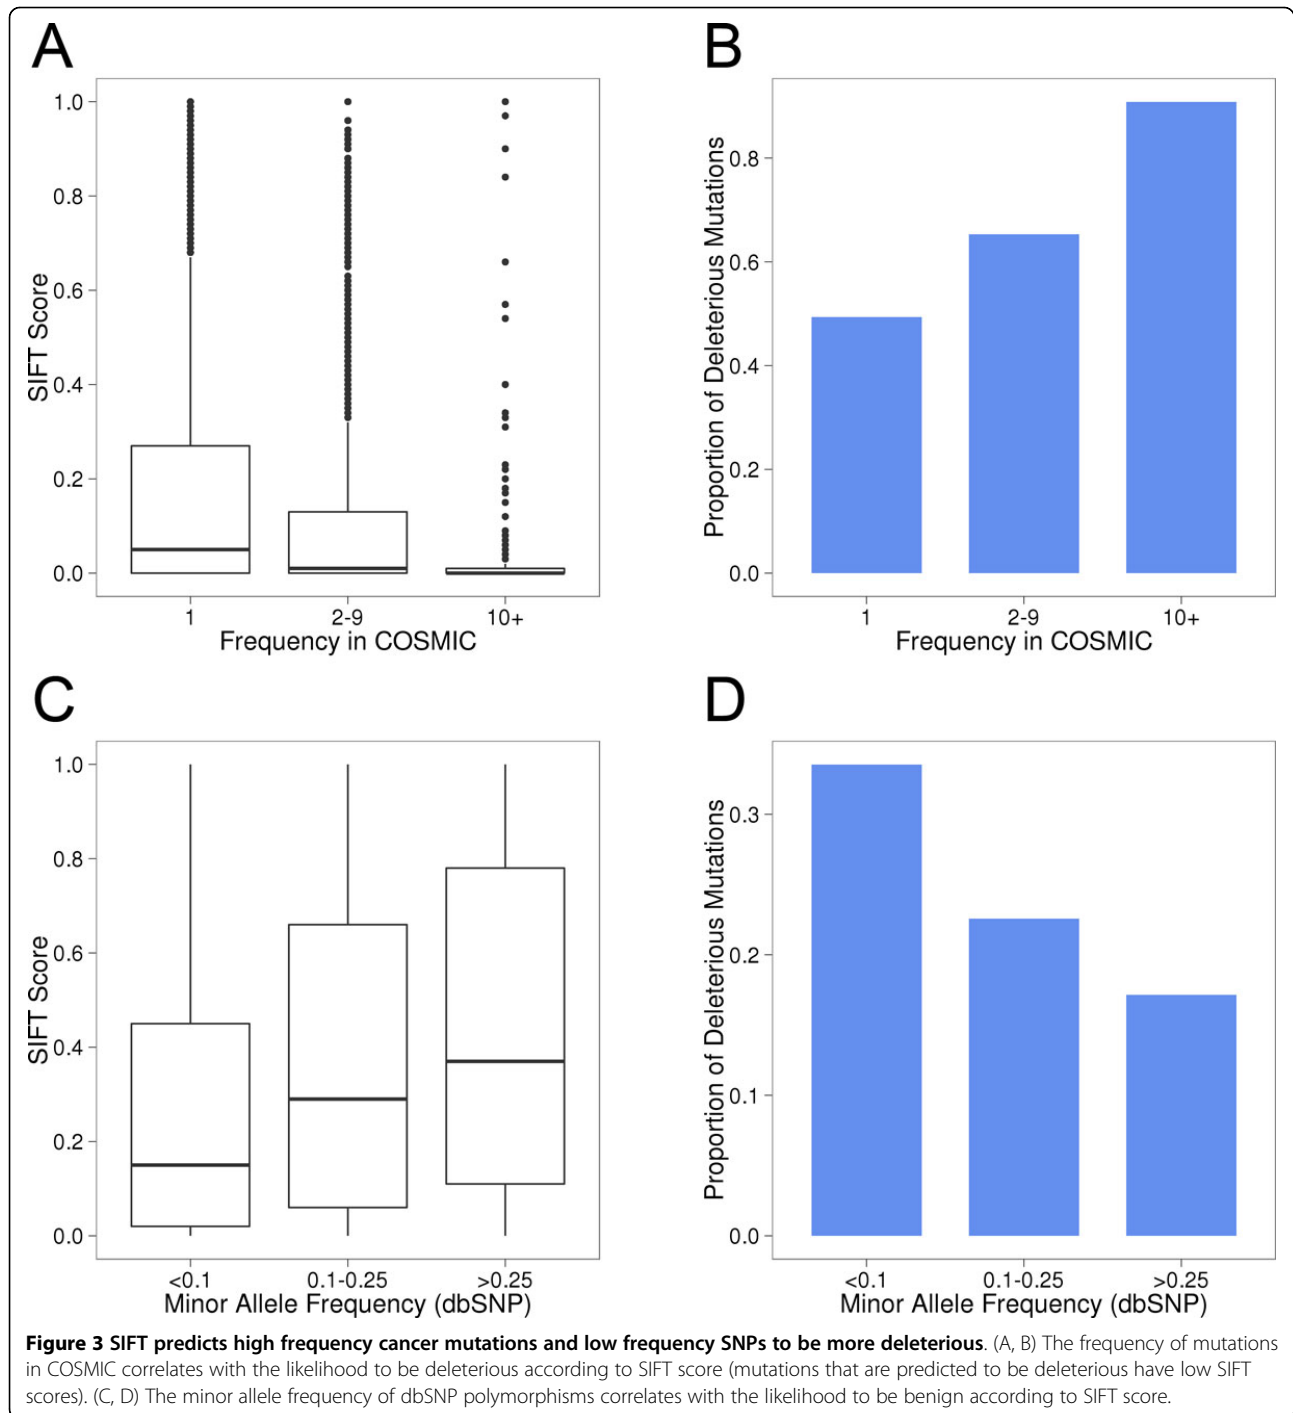 A
1.0
0.8
0.6
0.4
0.2
0.0
SIFT Score
1
2-9
10+
Frequency in COSMIC
B
0.8
0.6
0.4
0.2
0.0
Proportion of Deleterious Mutations
1
2-9
10+
Frequency in COSMIC
C
1.0
0.8
0.6
0.4
0.2
0.0
SIFT Score
<0.1
0.1-0.25
>0.25
Minor Allele Frequency (dbSNP)
D
0.3
0.2
0.1
0.0
Proportion of Deleterious Mutations
<0.1
0.1-0.25
>0.25
Minor Allele Frequency (dbSNP)
Figure 3 SIFT predicts high frequency cancer mutations and low frequency SNPs to be more deleterious. (A, B) The frequency of mutations
in COSMIC correlates with the likelihood to be deleterious according to SIFT score (mutations that are predicted to be deleterious have low SIFT
scores). (C, D) The minor allele frequency of dbSNP polymorphisms correlates with the likelihood to be benign according to SIFT score.